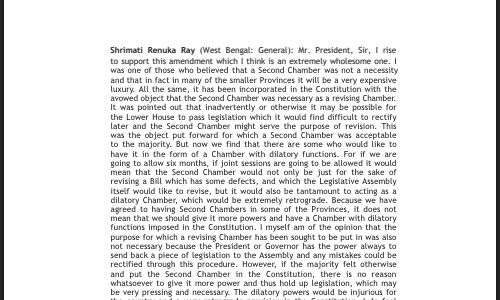 Shrimati Renuka Ray (West Bengal: General): Mr. President, Sir, I rise
to support this amendment which I think is an extremely wholesome one. I
was one of those who believed that a Second Chamber was not a necessity
and that in fact in many of the smaller Provinces it will be a very expensive
luxury. All the same, it has been incorporated in the Constitution with the
avowed object that the Second Chamber was necessary as a revising Chamber.
It was pointed out that inadvertently or otherwise it may be possible for
the Lower House to pass legislation which it would find difficult to rectify
later and the Second Chamber might serve the purpose of revision. This
was the object put forward for which a Second Chamber was acceptable
to the majority. But now we find that there are some who would like to
have it in the form of a Chamber with dilatory functions. For if we are
going to allow six months, if joint sessions are going to be allowed it would
mean that the Second Chamber would not only be just for the sake of
revising a Bill which has some defects, and which the Legislative Assembly
itself would like to revise, but it would also be tantamount to acting as a
dilatory Chamber, which would be extremely retrograde. Because we have
agreed to having Second Chambers in some of the Provinces, it does not
mean that we should give it more powers and have a Chamber with dilatory
functions imposed in the Constitution. I myself am of the opinion that the
purpose for which a revising Chamber has been sought to be put in was also
not necessary because the President or Governor has the power always to
send back a piece of legislation to the Assembly and any mistakes could be
rectified through this procedure. However, if the majority felt otherwise
and put the Second Chamber in the Constitution, there is no reason
whatsoever to give it more power and thus hold up legislation, which may
be very pressing and necessary. The dilatory powers would be injurious for